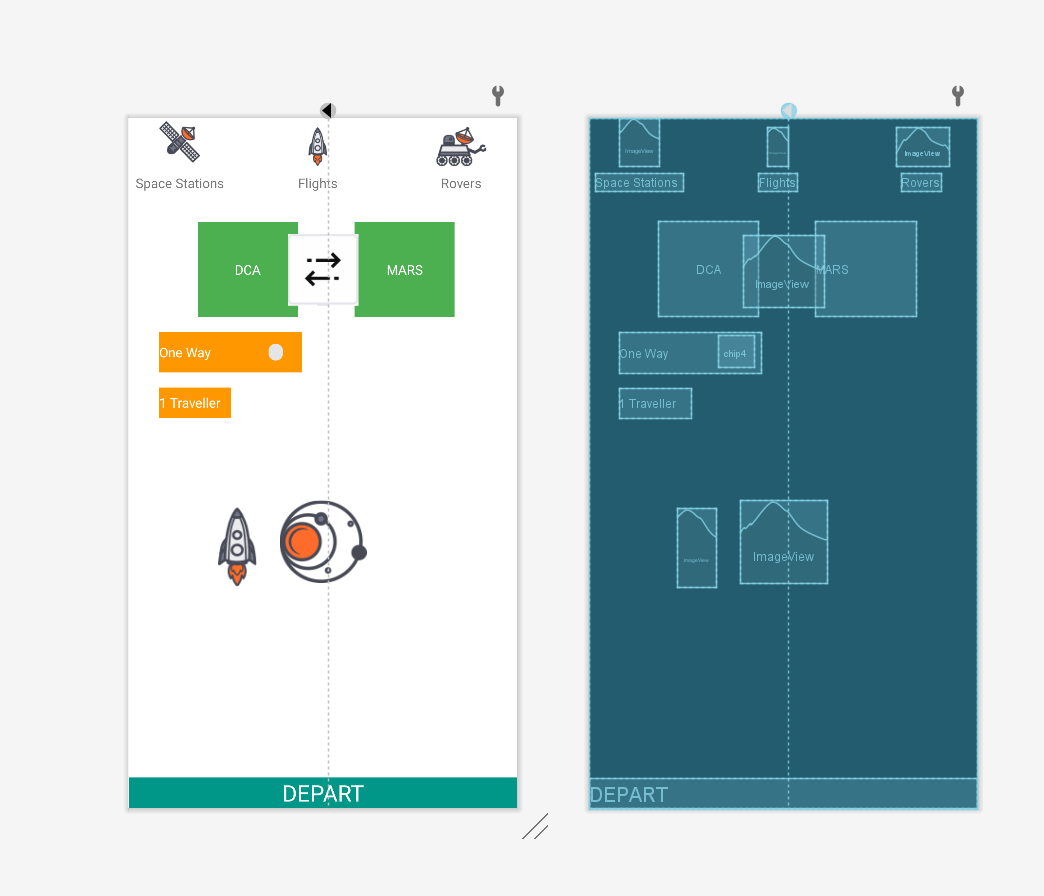 Space Stations
Flights
Rovers
DCA
MARS
One Way
1 Traveller
DEPART
ImageView
ImageView
Space Stations
Flights
Rovers
DCA
ImageView
MARS
One Way
chip4
1 Traveller
ImageView
ImageView
DEPART